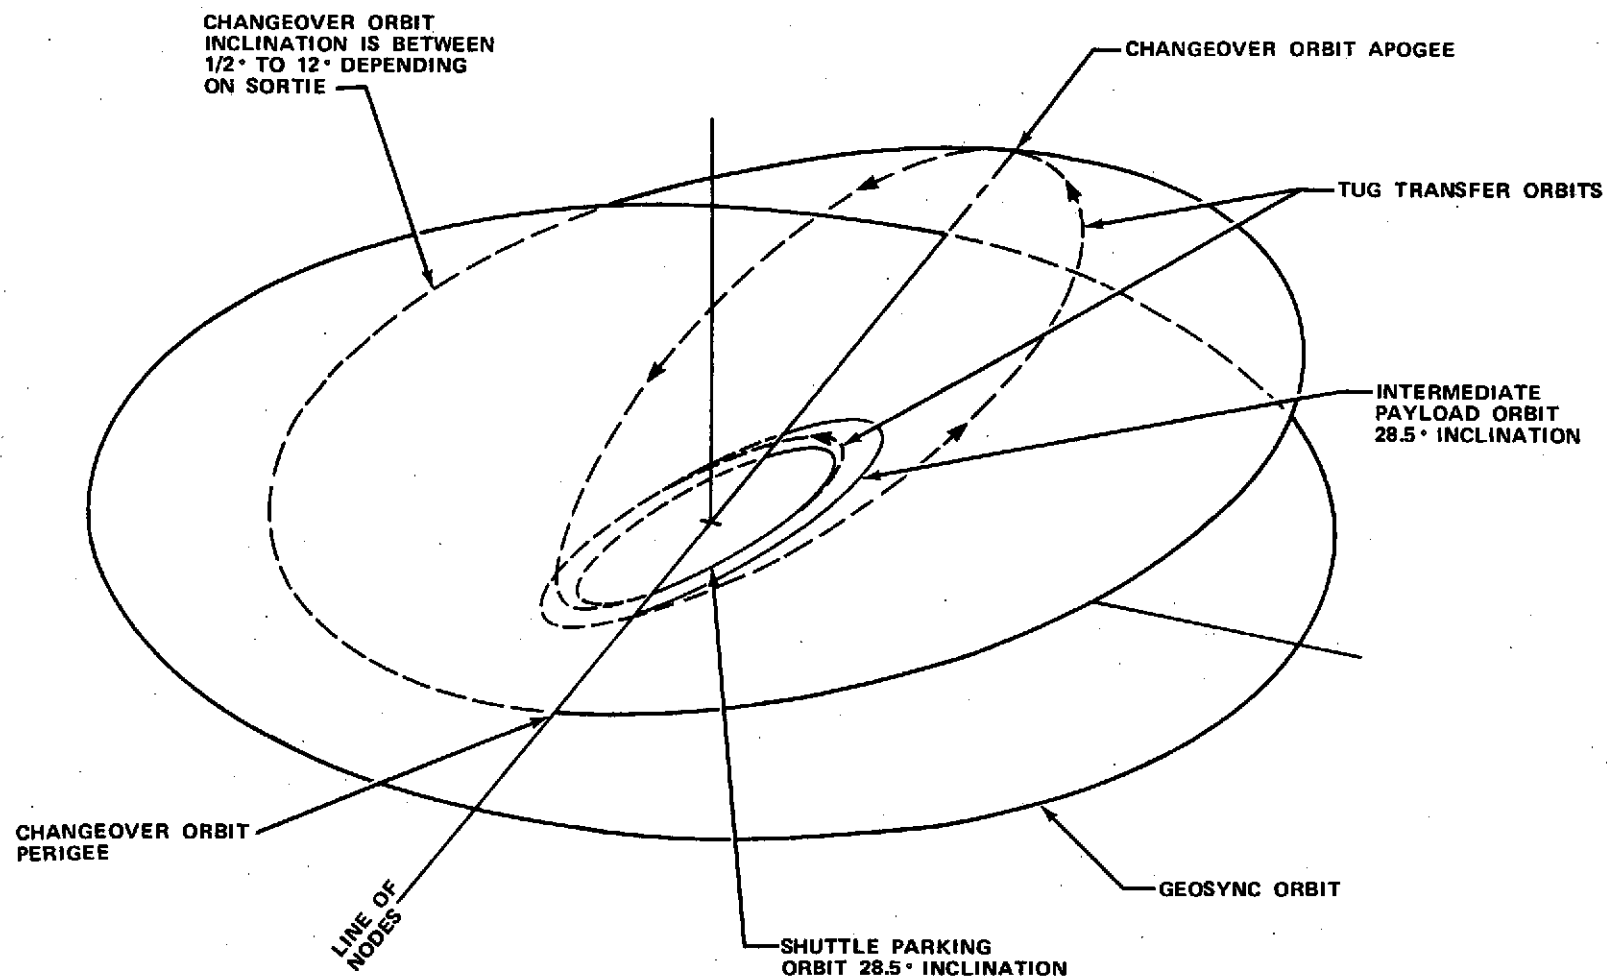 CHANGEOVER ORBIT
INCLINATION IS BETWEEN
1/2° TO 12° DEPENDING
ON SORTIE
CHANGEOVER ORBIT APOGEE
TUG TRANSFER ORBITS
INTERMEDIATE
PAYLOAD ORBIT
28.5° INCLINATION
CHANGEOVER ORBIT
PERIGEE
LINE OF
NODES
GEOSYNC ORBIT
SHUTTLE PARKING
ORBIT 28.5° INCLINATION